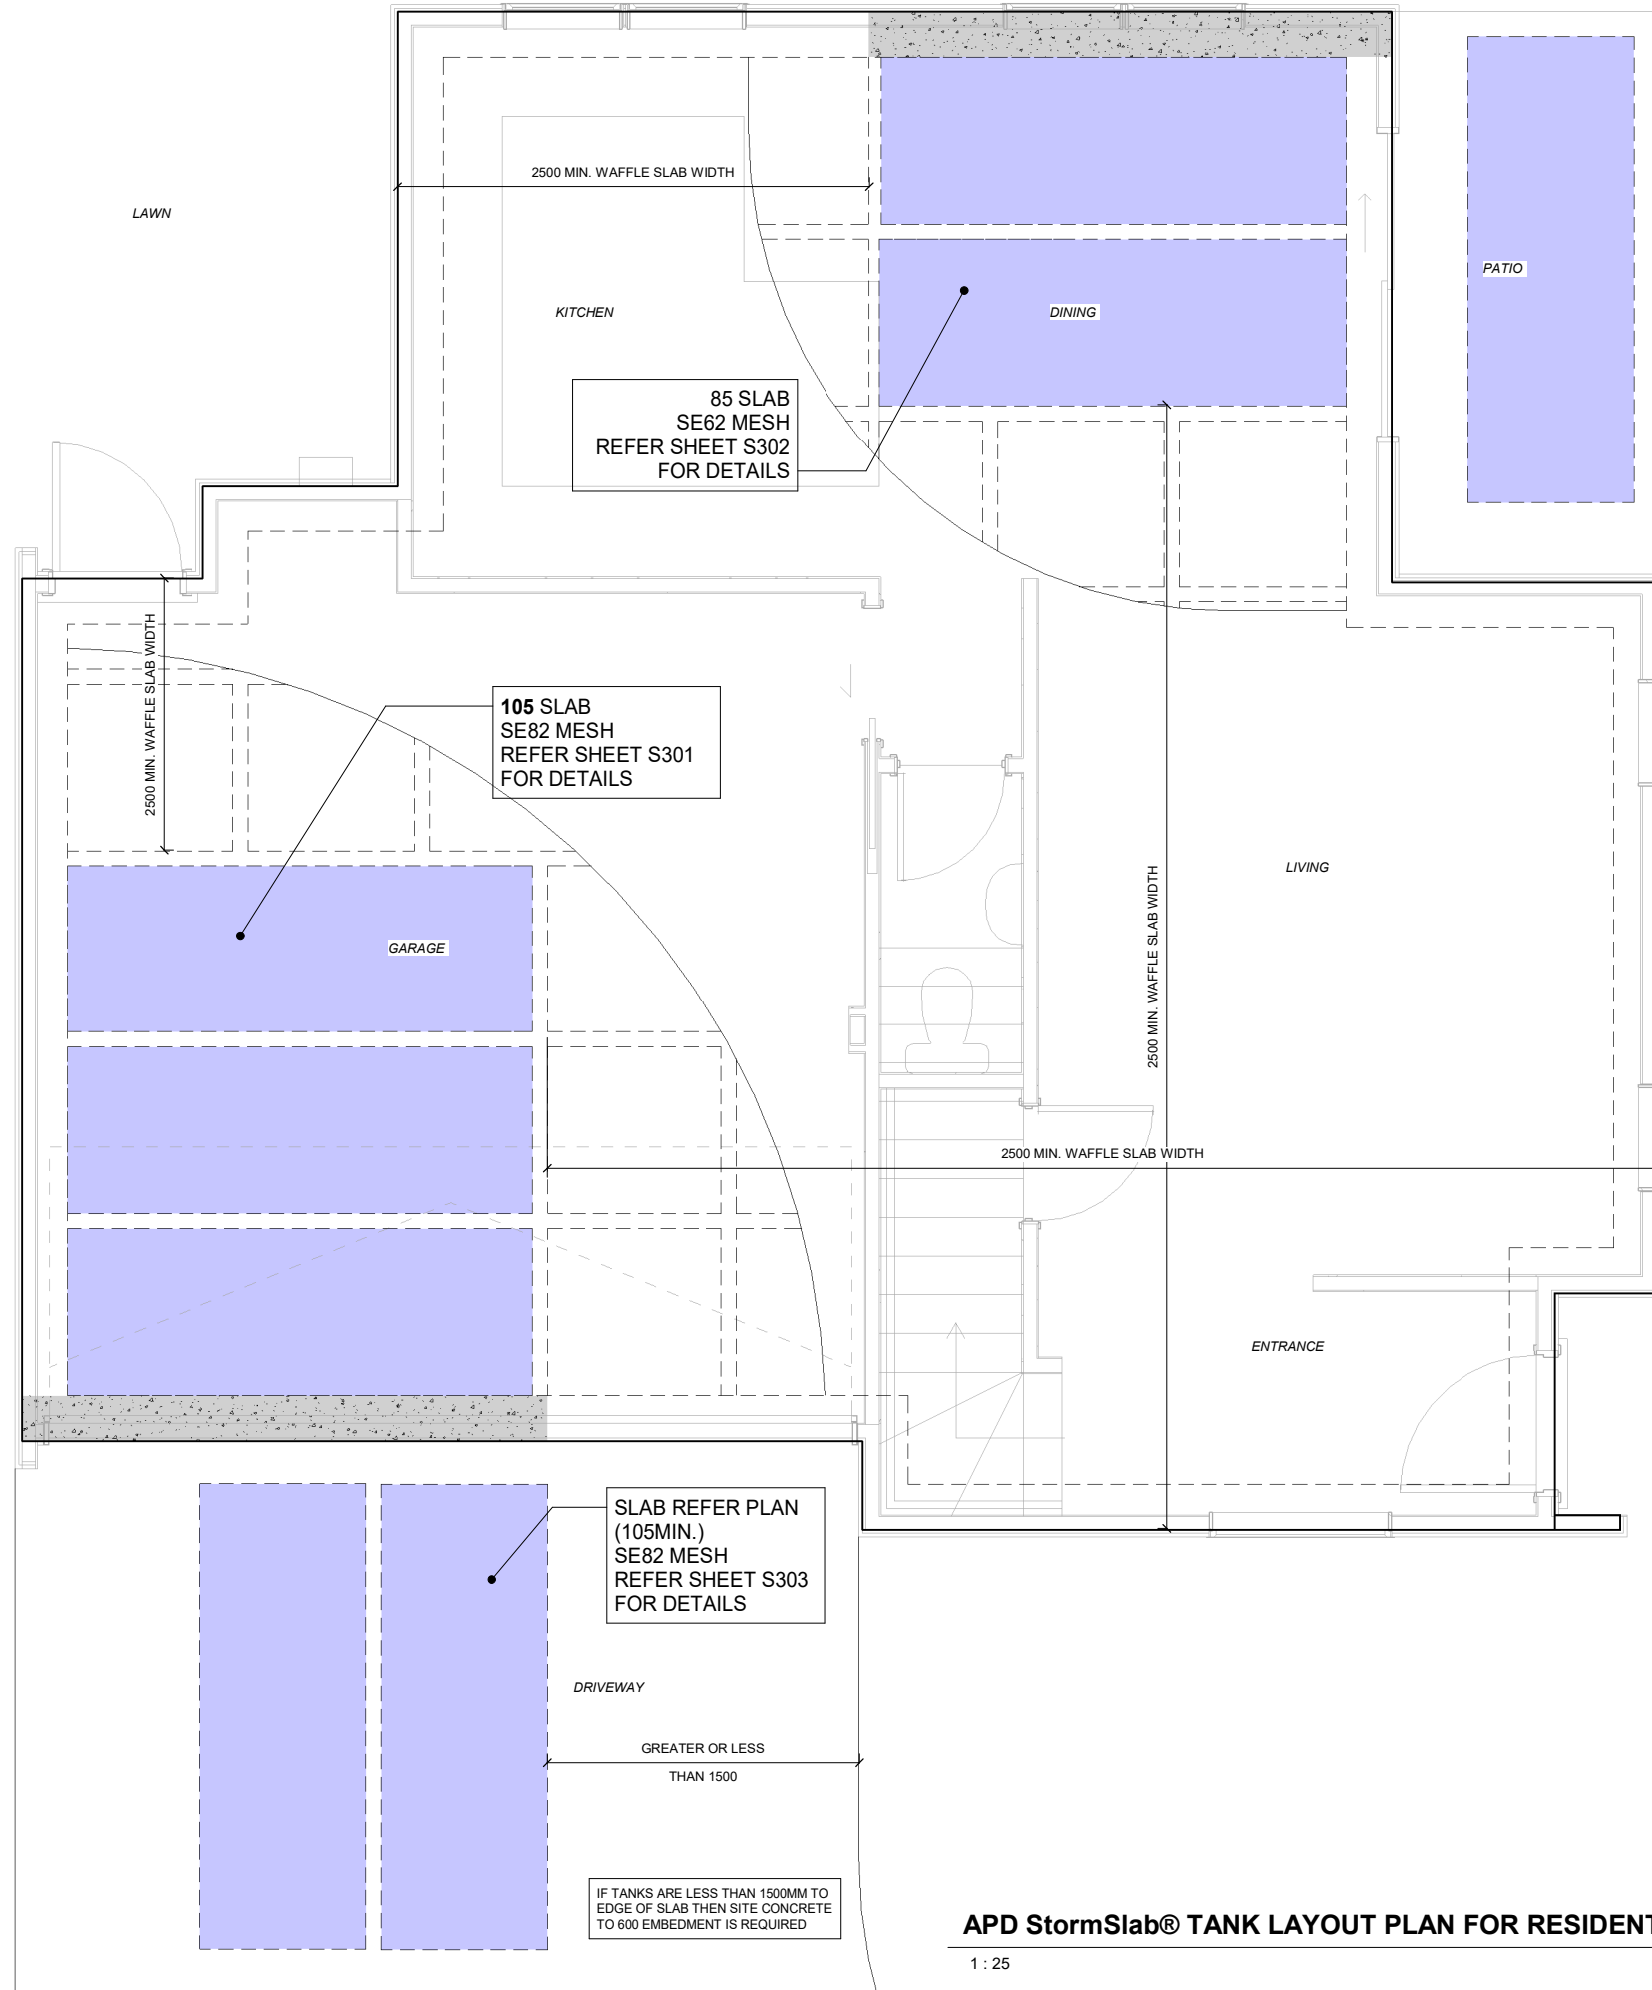 2500 MIN. WAFFLE SLAB WIDTH
LAWN
PATIO
KITCHEN
DINING
85 SLAB
SE62 MESH
REFER SHEET S302
FOR DETAILS
2500 MIN. WAFFLE SLAB WIDTH
105 SLAB
SE82 MESH
REFER SHEET S301
FOR DETAILS
LIVING
GARAGE
2500 MIN. WAFFLE SLAB WIDTH
2500 MIN. WAFFLE SLAB WIDTH
ENTRANCE
SLAB REFER PLAN
(105MIN.)
SE82 MESH
REFER SHEET S303
FOR DETAILS
DRIVEWAY
GREATER OR LESS
THAN 1500
IF TANKS ARE LESS THAN 1500MM TO
EDGE OF SLAB THEN SITE CONCRETE
TO 600 EMBEDMENT IS REQUIRED
APD StormSlab® TANK LAYOUT PLAN FOR RESIDENT
1 : 25